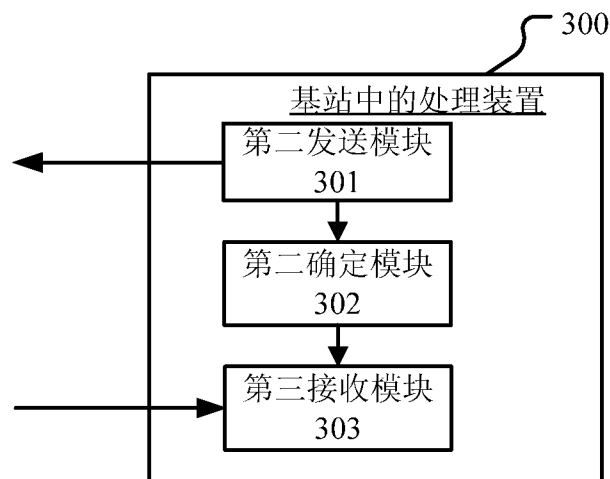 300
基站中的处理装置
第二发送模块
301
第二确定模块
302
第三接收模块
303